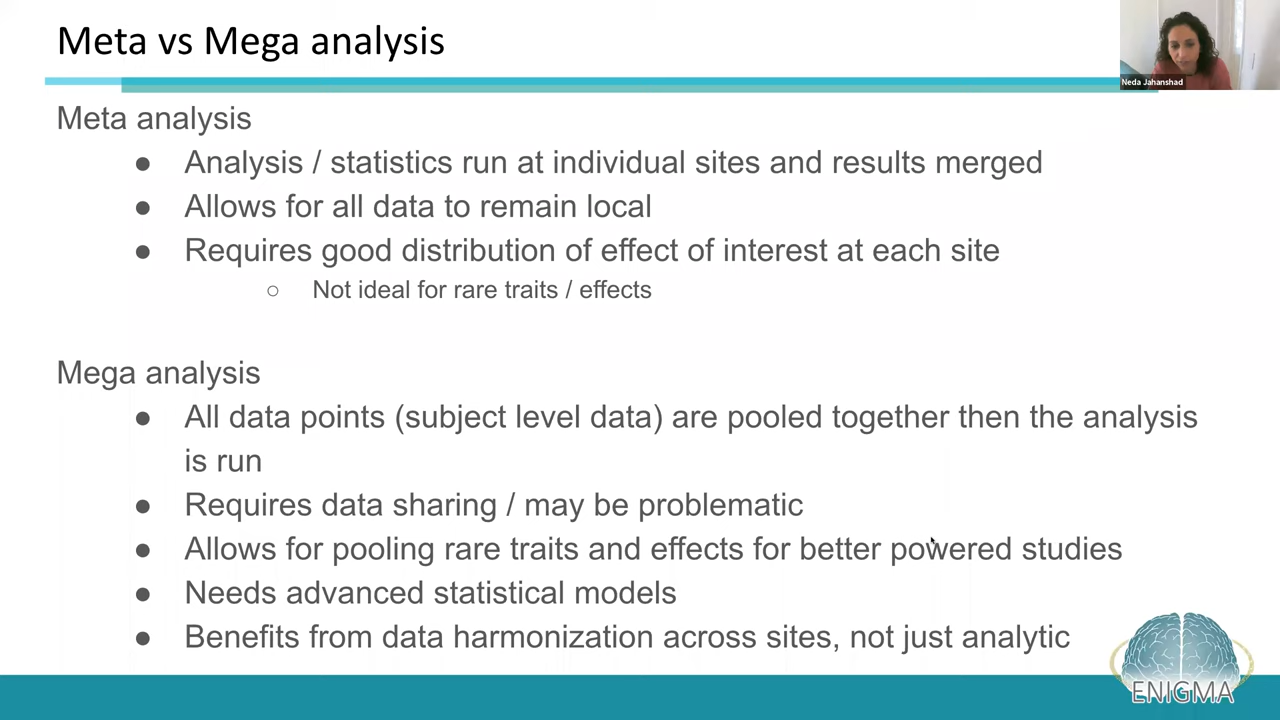 Meta vs Mega analysis
Neda Jahanshad
Meta analysis
● Analysis / statistics run at individual sites and results merged
● Allows for all data to remain local
● Requires good distribution of effect of interest at each site
○ Not ideal for rare traits / effects
Mega analysis
● All data points (subject level data) are pooled together then the analysis
is run
● Requires data sharing / may be problematic
● Allows for pooling rare traits and effects for better powered studies
● Needs advanced statistical models
● Benefits from data harmonization across sites, not just analytic
ENIGMA